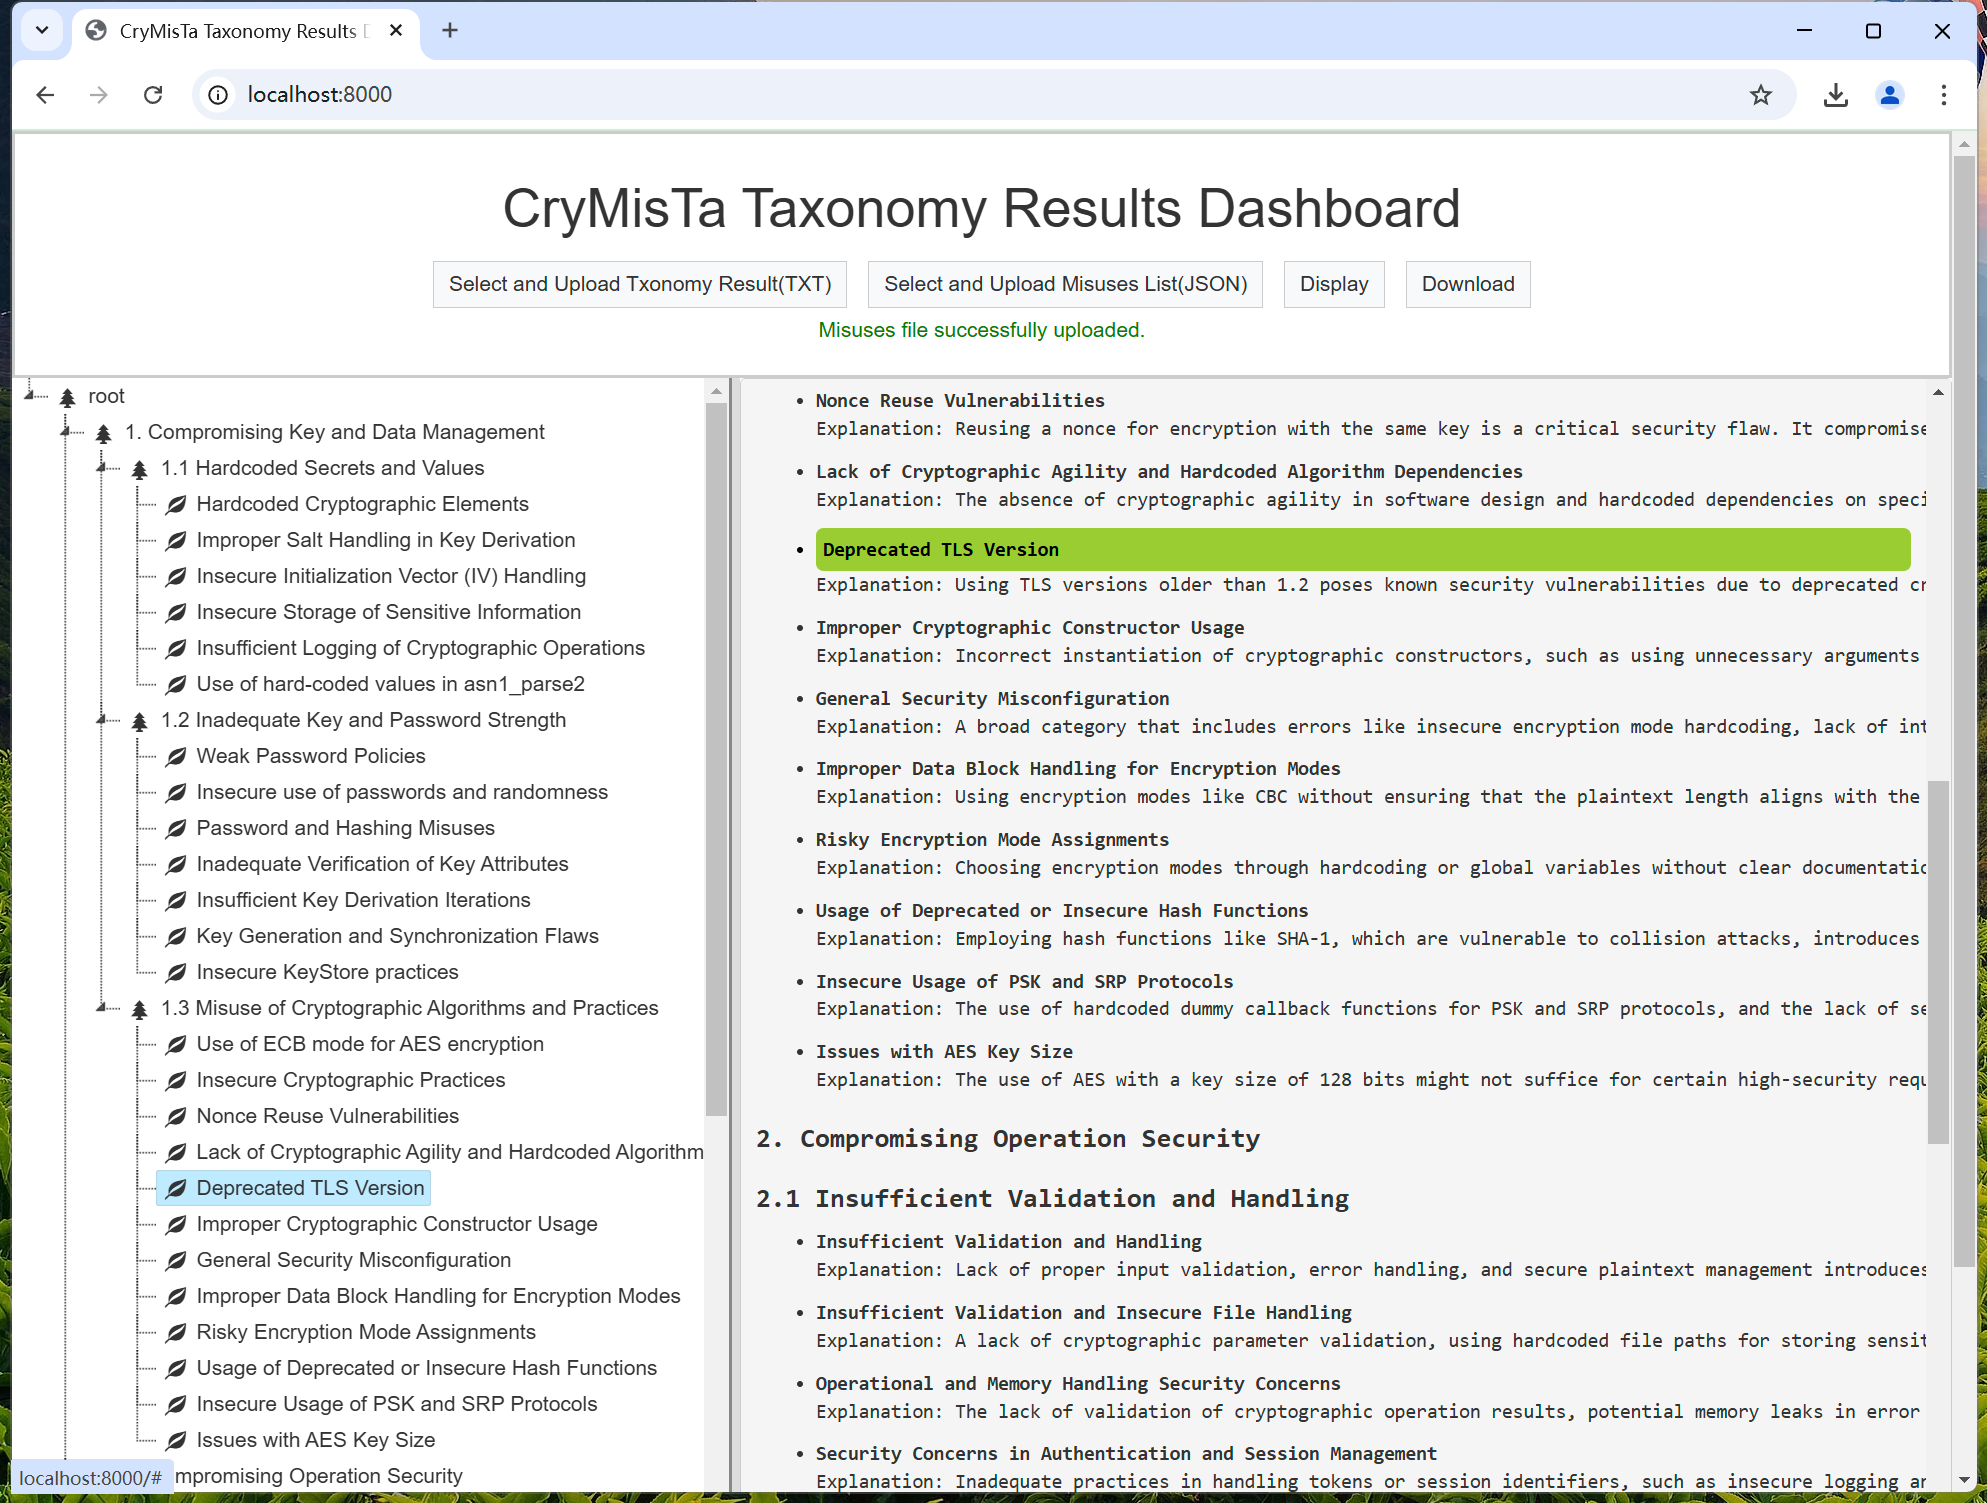 CryMisTa Taxonomy Results D
localhost:8000
CryMisTa Taxonomy Results Dashboard
Select and Upload Txonomy Result(TXT)
Select and Upload Misuses List(JSON)
Display
Download
Misuses file successfully uploaded.
root
1. Compromising Key and Data Management
1.1 Hardcoded Secrets and Values
Hardcoded Cryptographic Elements
Improper Salt Handling in Key Derivation
Insecure Initialization Vector (IV) Handling
Insecure Storage of Sensitive Information
Insufficient Logging of Cryptographic Operations
Use of hard-coded values in asn1_parse2
1.2 Inadequate Key and Password Strength
Weak Password Policies
Insecure use of passwords and randomness
Password and Hashing Misuses
Inadequate Verification of Key Attributes
Insufficient Key Derivation Iterations
Key Generation and Synchronization Flaws
Insecure KeyStore practices
1.3 Misuse of Cryptographic Algorithms and Practices
Use of ECB mode for AES encryption
Insecure Cryptographic Practices
Nonce Reuse Vulnerabilities
Lack of Cryptographic Agility and Hardcoded Algorithm
Deprecated TLS Version
Improper Cryptographic Constructor Usage
General Security Misconfiguration
Improper Data Block Handling for Encryption Modes
Risky Encryption Mode Assignments
Usage of Deprecated or Insecure Hash Functions
Insecure Usage of PSK and SRP Protocols
Issues with AES Key Size
mpromising Operation Security
localhost:8000/#
• Nonce Reuse Vulnerabilities
Explanation: Reusing a nonce for encryption with the same key is a critical security flaw. It compromise
• Lack of Cryptographic Agility and Hardcoded Algorithm Dependencies
Explanation: The absence of cryptographic agility in software design and hardcoded dependencies on speci
• Deprecated TLS Version
Explanation: Using TLS versions older than 1.2 poses known security vulnerabilities due to deprecated cr
• Improper Cryptographic Constructor Usage
Explanation: Incorrect instantiation of cryptographic constructors, such as using unnecessary arguments
• General Security Misconfiguration
Explanation: A broad category that includes errors like insecure encryption mode hardcoding, lack of int
• Improper Data Block Handling for Encryption Modes
Explanation: Using encryption modes like CBC without ensuring that the plaintext length aligns with the
• Risky Encryption Mode Assignments
Explanation: Choosing encryption modes through hardcoding or global variables without clear documentatic
• Usage of Deprecated or Insecure Hash Functions
Explanation: Employing hash functions like SHA-1, which are vulnerable to collision attacks, introduces
• Insecure Usage of PSK and SRP Protocols
Explanation: The use of hardcoded dummy callback functions for PSK and SRP protocols, and the lack of se
• Issues with AES Key Size
Explanation: The use of AES with a key size of 128 bits might not suffice for certain high-security requ
2. Compromising Operation Security
2.1 Insufficient Validation and Handling
• Insufficient Validation and Handling
Explanation: Lack of proper input validation, error handling, and secure plaintext management introduces
• Insufficient Validation and Insecure File Handling
Explanation: A lack of cryptographic parameter validation, using hardcoded file paths for storing sensit
• Operational and Memory Handling Security Concerns
Explanation: The lack of validation of cryptographic operation results, potential memory leaks in error
• Security Concerns in Authentication and Session Management
Explanation: Inadequate practices in handling tokens or session identifiers, such as insecure logging ar